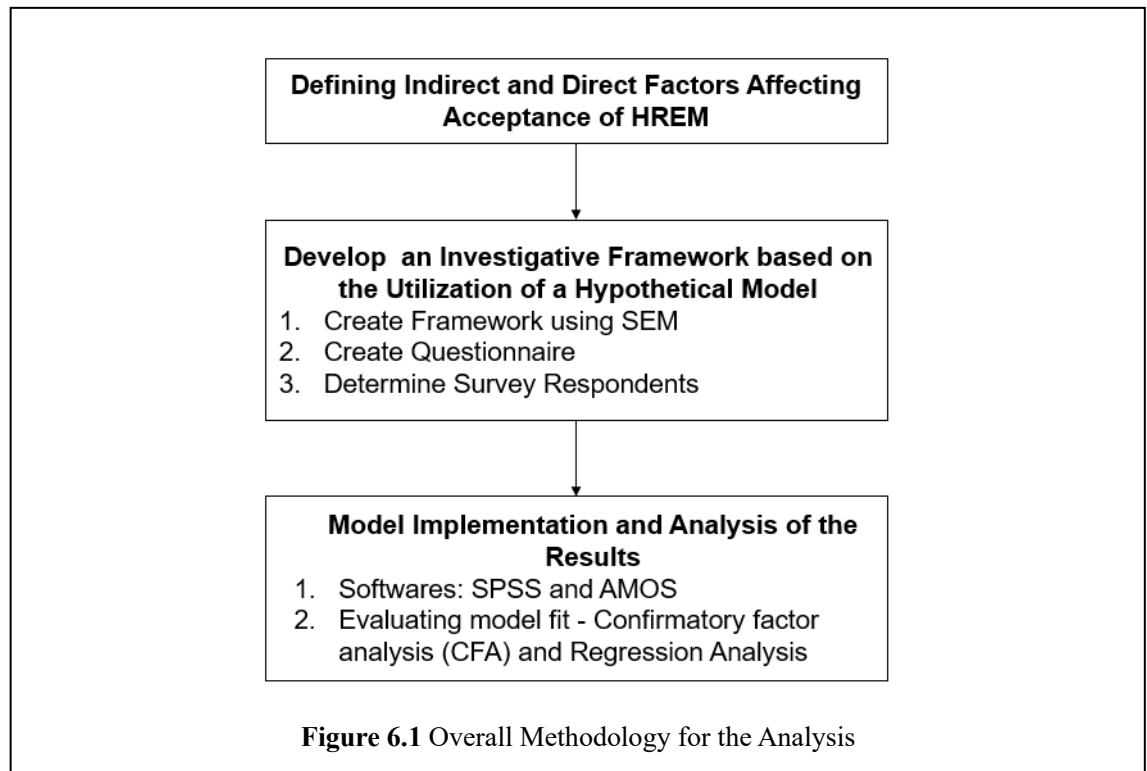 Defining Indirect and Direct Factors Affecting
Acceptance of HREM
Develop an Investigative Framework based on
the Utilization of a Hypothetical Model
1. Create Framework using SEM
2. Create Questionnaire
3. Determine Survey Respondents
Model Implementation and Analysis of the
Results
1. Softwares: SPSS and AMOS
2. Evaluating model fit - Confirmatory factor
analysis (CFA) and Regression Analysis
Figure 6.1 Overall Methodology for the Analysis